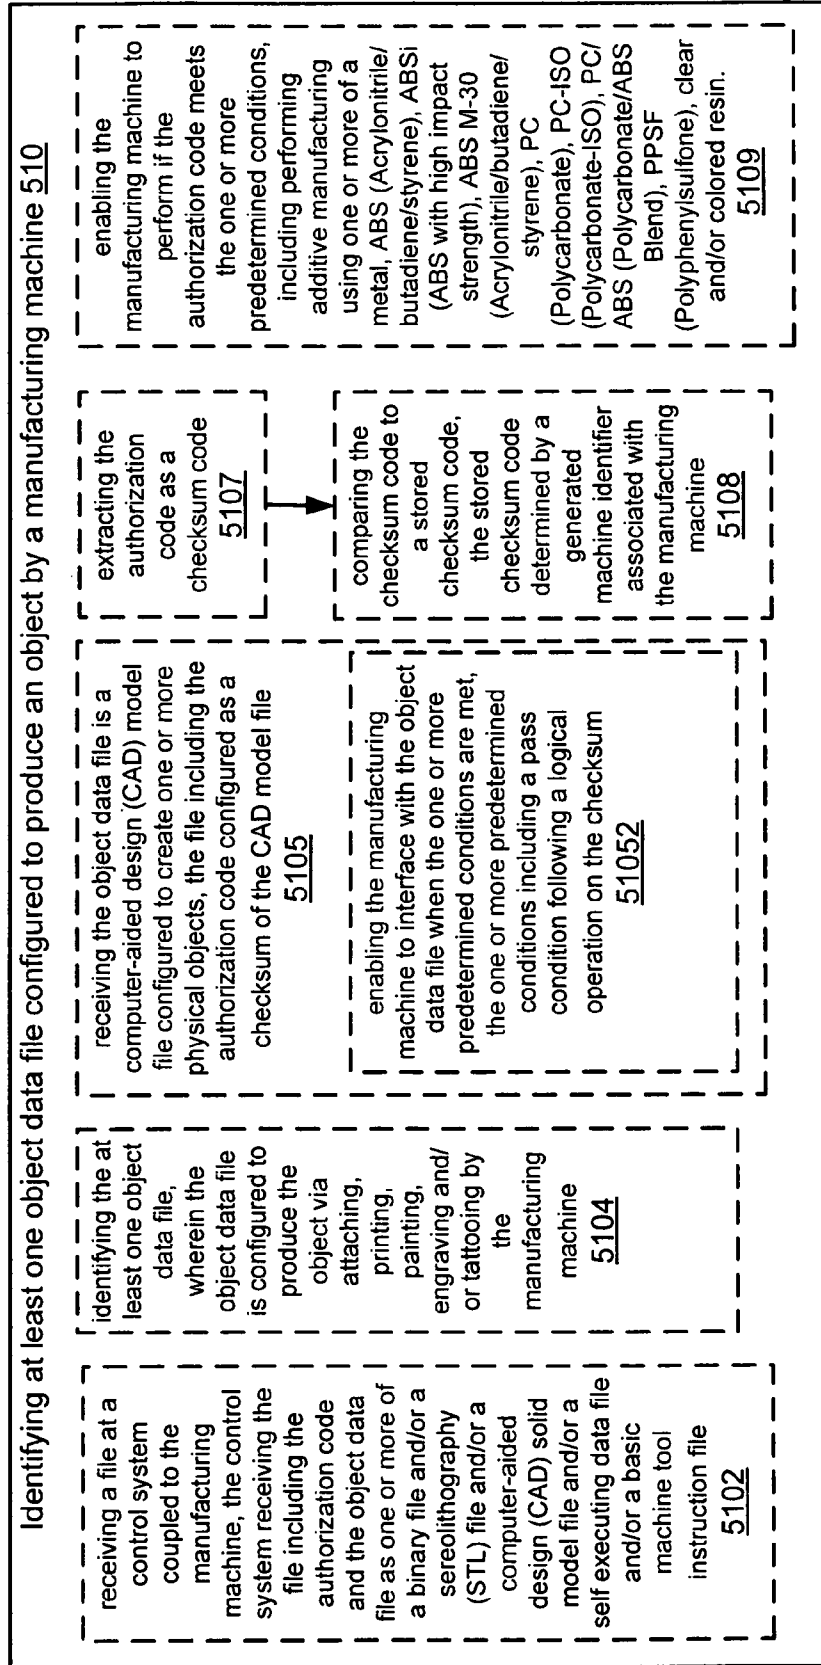 Identifying at least one object data file configured to produce an object by a manufacturing machine 510
receiving a file at a
control system
coupled to the
manufacturing
machine, the control
system receiving the
file including the
authorization code
and the object data
file as one or more of
a binary file and/or a
sereolithography
(STL) file and/or a
computer-aided
design (CAD) solid
model file and/or a
self executing data file
and/or a basic
machine tool
instruction file
5102
identifying the at
least one object
data file,
wherein the
object data file
is configured to
produce the
object via
attaching,
printing,
painting,
engraving and/
or tattooing by
the
manufacturing
machine
5104
receiving the object data file is a
computer-aided design (CAD) model
file configured to create one or more
physical objects, the file including the
authorization code configured as a
checksum of the CAD model file
5105
enabling the manufacturing
machine to interface with the object
data file when the one or more
predetermined conditions are met,
the one or more predetermined
conditions including a pass
condition following a logical
operation on the checksum
51052
extracting the
authorization
code as a
checksum code
5107
comparing the
checksum code to
a stored
checksum code,
the stored
checksum code
determined by a
generated
machine identifier
associated with
the manufacturing
machine
5108
enabling the
manufacturing machine to
perform if the
authorization code meets
the one or more
predetermined conditions,
including performing
additive manufacturing
using one or more of a
metal, ABS (Acrylonitrile/
butadiene/styrene), ABSi
(ABS with high impact
strength), ABS M-30
(Acrylonitrile/butadiene/
styrene), PC
(Polycarbonate), PC-ISO
(Polycarbonate-ISO), PC/
ABS (Polycarbonate/ABS
Blend), PPSF
(Polyphenylsulfone), clear
and/or colored resin.
5109